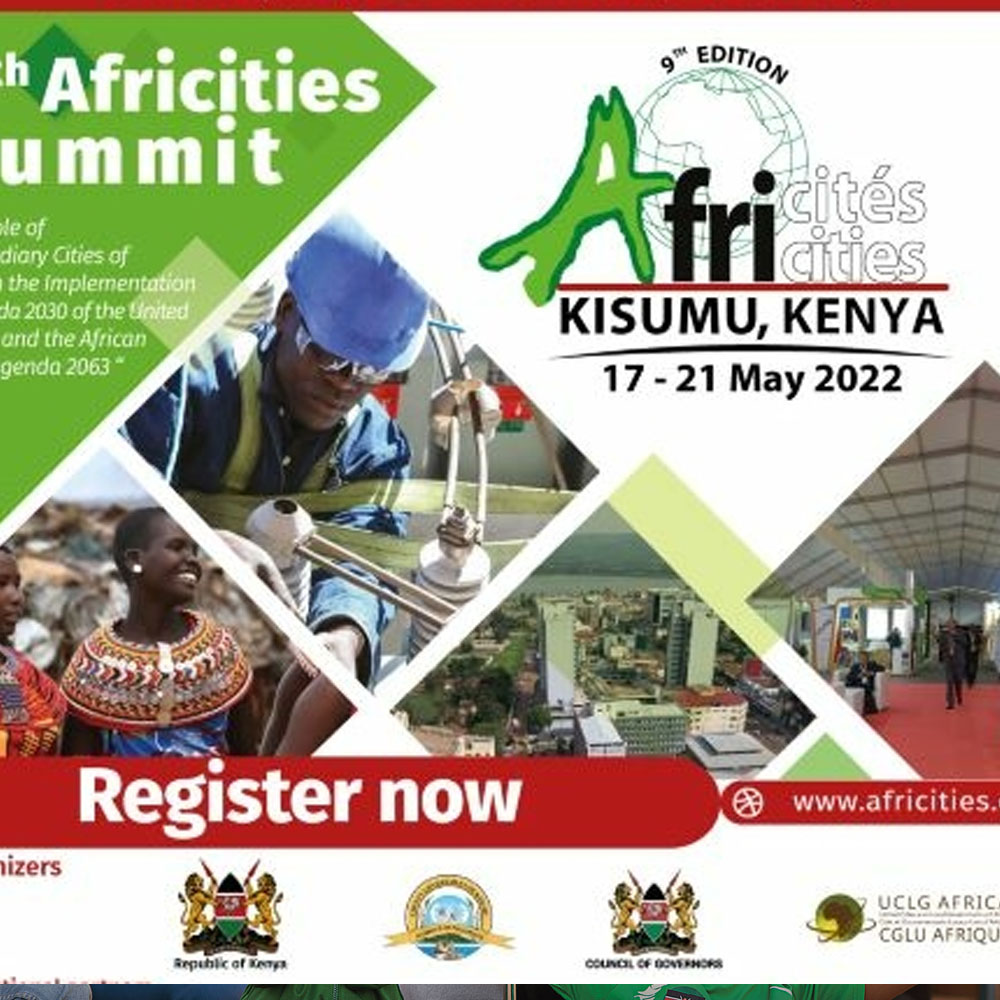 th Africities
ummit
ole of
diary Cities of
n the Implementation
da 2030 of the United
and the African
genda 2063 “
9TH EDITION
Africités
cities
KISUMU, KENYA
17 - 21 May 2022
Register now
www.africities.
nizers
Republic of Kenya
COUNCIL OF GOVERNORS
UCLG AFRICA
CGLU AFRIQU